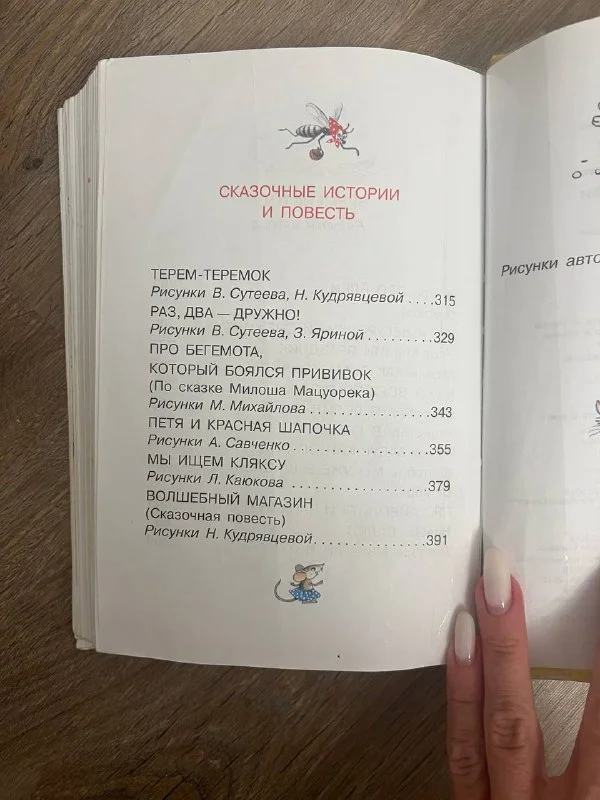 СКАЗОЧНЫЕ ИСТОРИИ
И ПОВЕСТЬ
ТЕРЕМ-ТЕРЕМОК
Рисунки В. Сутеева, Н. Кудрявцевой ....315
РАЗ, ДВА — ДРУЖНО!
Рисунки В. Сутеева, З. Яриной ..........329
ПРО БЕГЕМОТА,
КОТОРЫЙ БОЯЛСЯ ПРИВИВОК
(По сказке Милоша Мацуорека)
Рисунки М. Михайлова .................343
ПЕТЯ И КРАСНАЯ ШАПОЧКА
Рисунки А. Савченко ...................355
МЫ ИЩЕМ КЛЯКСУ
Рисунки Л. Каюкова ....................379
ВОЛШЕБНЫЙ МАГАЗИН
(Сказочная повесть)
Рисунки Н. Кудрявцевой ................391
Рисунки авто